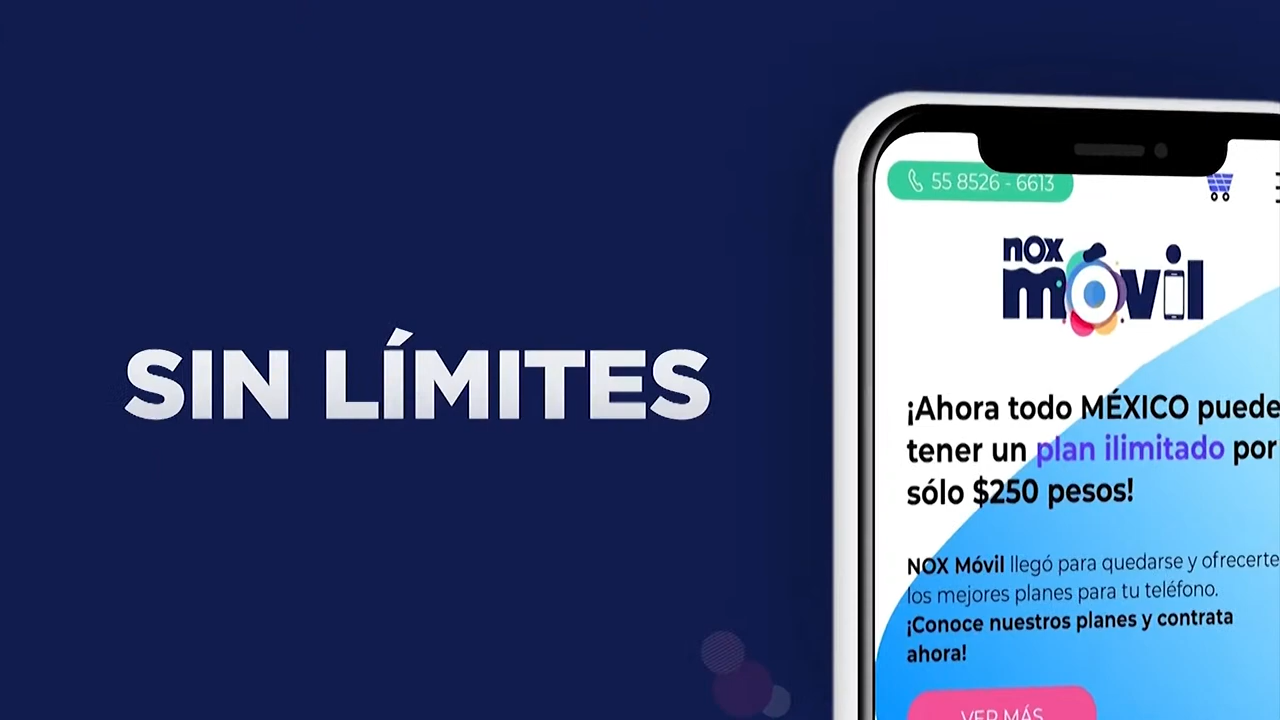 SIN LÍMITES
55 8526 - 6613
nox
móvil
¡Ahora todo MÉXICO puede
tener un plan ilimitado por
sólo $250 pesos!
NOX Móvil llegó para quedarse y ofrecerte
los mejores planes para tu teléfono.
¡Conoce nuestros planes y contrata
ahora!
VER MÁS